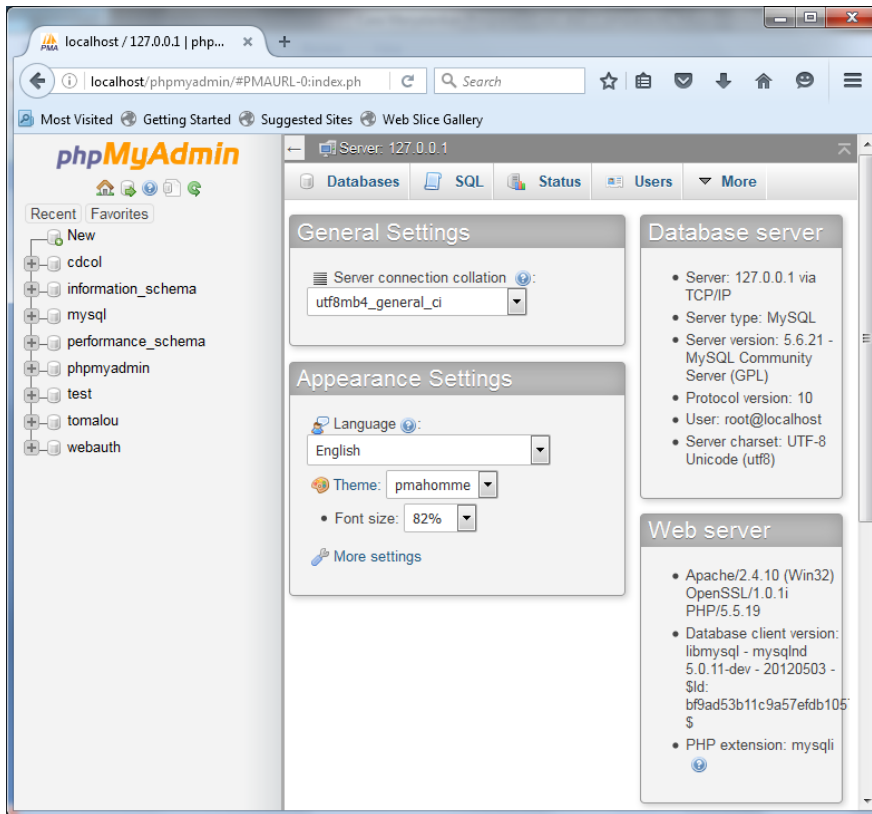 localhost / 127.0.0.1 | php...
localhost/phpmyadmin/#PMAURL-0:index.ph
Search
Most Visited Getting Started Suggested Sites Web Slice Gallery
phpMyAdmin
Recent Favorites
New
cdcol
information_schema
mysql
performance_schema
phpmyadmin
test
tomalou
webauth
Server: 127.0.0.1
Databases SQL Status Users More
General Settings
Server connection collation :
utf8mb4_general_ci
Appearance Settings
Language :
English
Theme: pmahomme
• Font size: 82%
More settings
Database server
• Server: 127.0.0.1 via
TCP/IP
• Server type: MySQL
• Server version: 5.6.21 -
MySQL Community
Server (GPL)
• Protocol version: 10
• User: root@localhost
• Server charset: UTF-8
Unicode (utf8)
Web server
• Apache/2.4.10 (Win32)
OpenSSL/1.0.1i
PHP/5.5.19
• Database client version:
libmysql - mysqlnd
5.0.11-dev - 20120503 -
$Id:
bf9ad53b11c9a57efdb105
$
• PHP extension: mysqli